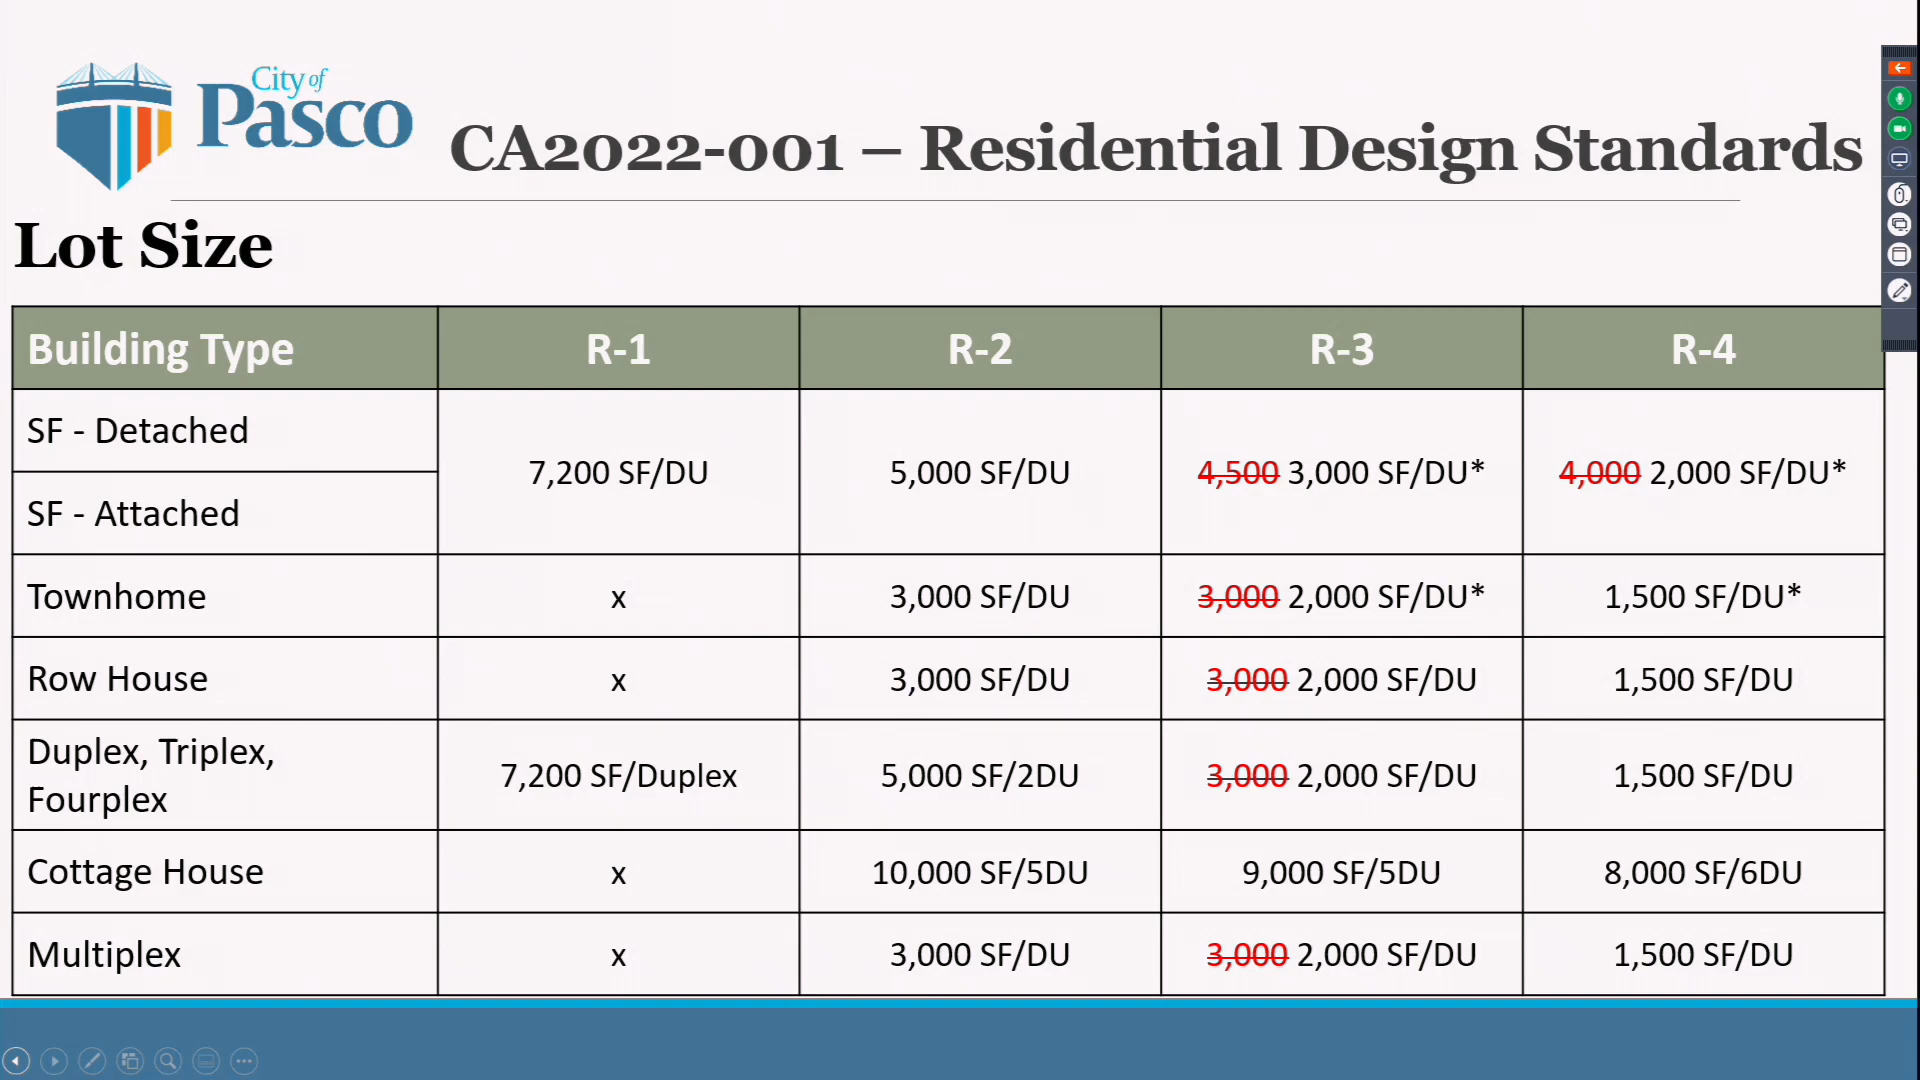 City of
Pasco
CA2022-001 – Residential Design Standards
Lot Size
Building Type R-1 R-2 R-3 R-4
SF - Detached
7,200 SF/DU 5,000 SF/DU 4,500 3,000 SF/DU* 4,000 2,000 SF/DU*
SF - Attached
Townhome x 3,000 SF/DU 3,000 2,000 SF/DU* 1,500 SF/DU*
Row House x 3,000 SF/DU 3,000 2,000 SF/DU 1,500 SF/DU
Duplex, Triplex,
Fourplex 7,200 SF/Duplex 5,000 SF/2DU 3,000 2,000 SF/DU 1,500 SF/DU
Cottage House x 10,000 SF/5DU 9,000 SF/5DU 8,000 SF/6DU
Multiplex x 3,000 SF/DU 3,000 2,000 SF/DU 1,500 SF/DU